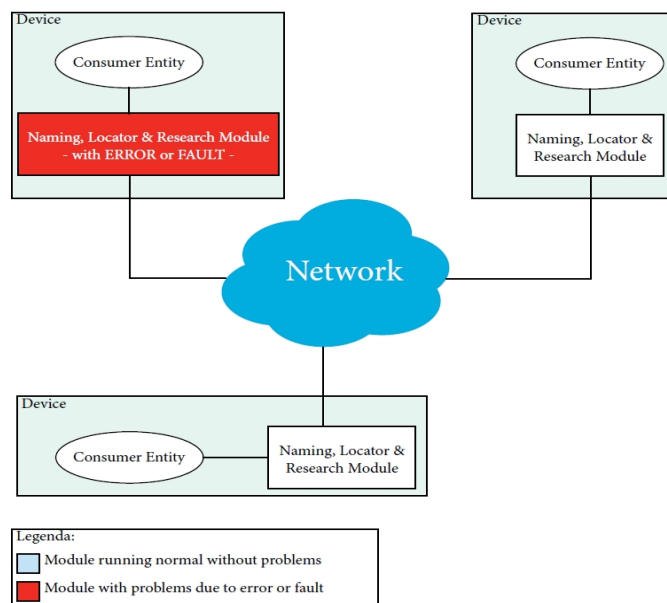 Device
Consumer Entity
Naming, Locator & Research Module
- with ERROR or FAULT -
Device
Consumer Entity
Naming, Locator &
Research Module
Network
Device
Consumer Entity
Naming, Locator &
Research Module
Legenda:
Module running normal without problems
Module with problems due to error or fault